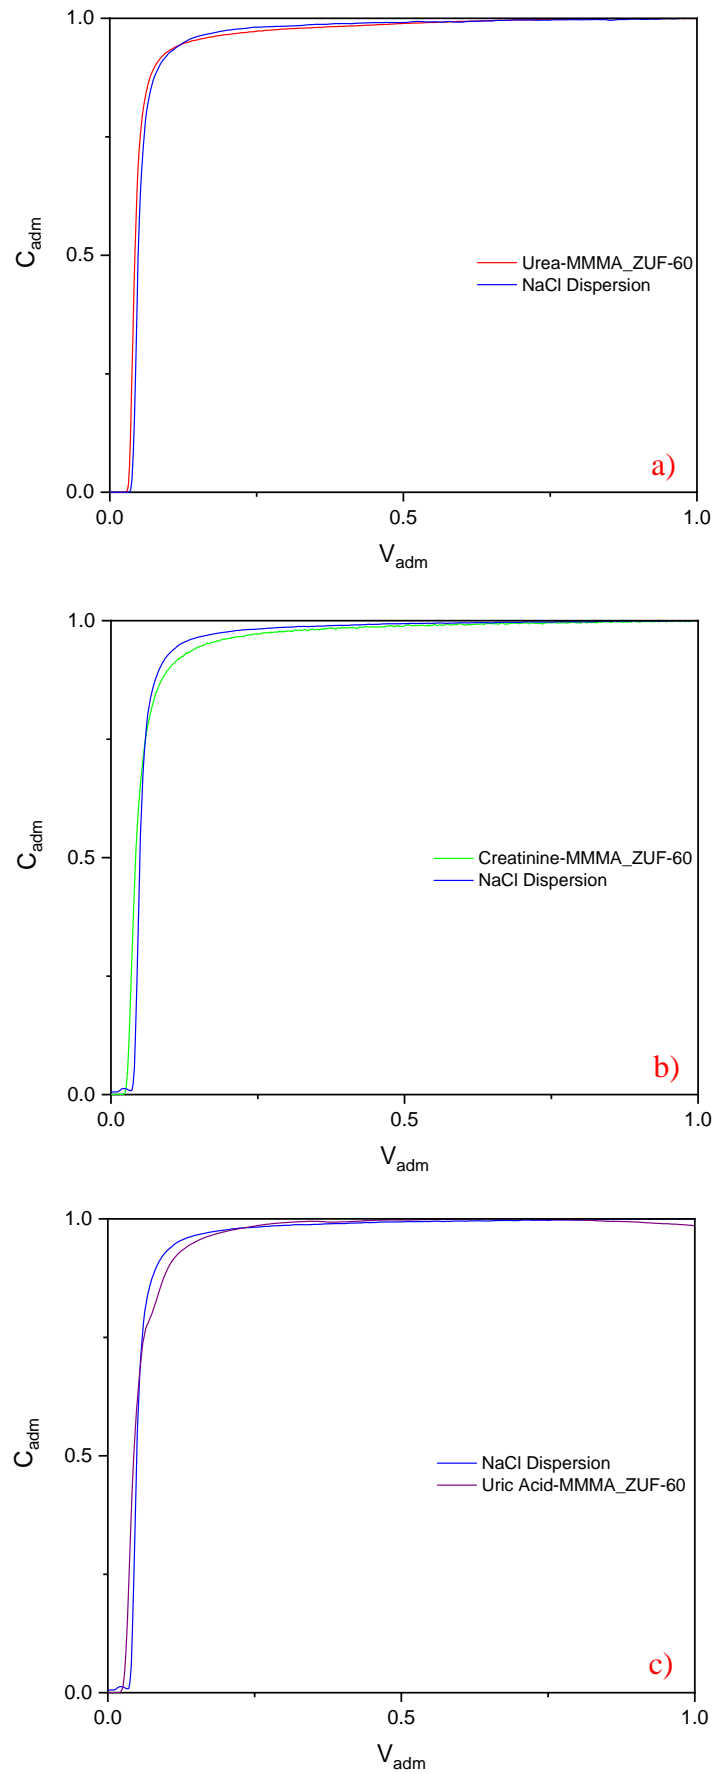 1.0
C_adm
0.5
Urea-MMMA_ZUF-60
NaCl Dispersion
a)
0.0
0.0 0.5 1.0
V_adm
1.0
C_adm
0.5
Creatinine-MMMA_ZUF-60
NaCl Dispersion
b)
0.0
0.0 0.5 1.0
V_adm
1.0
C_adm
0.5
NaCl Dispersion
Uric Acid-MMMA_ZUF-60
c)
0.0
0.0 0.5 1.0
V_adm